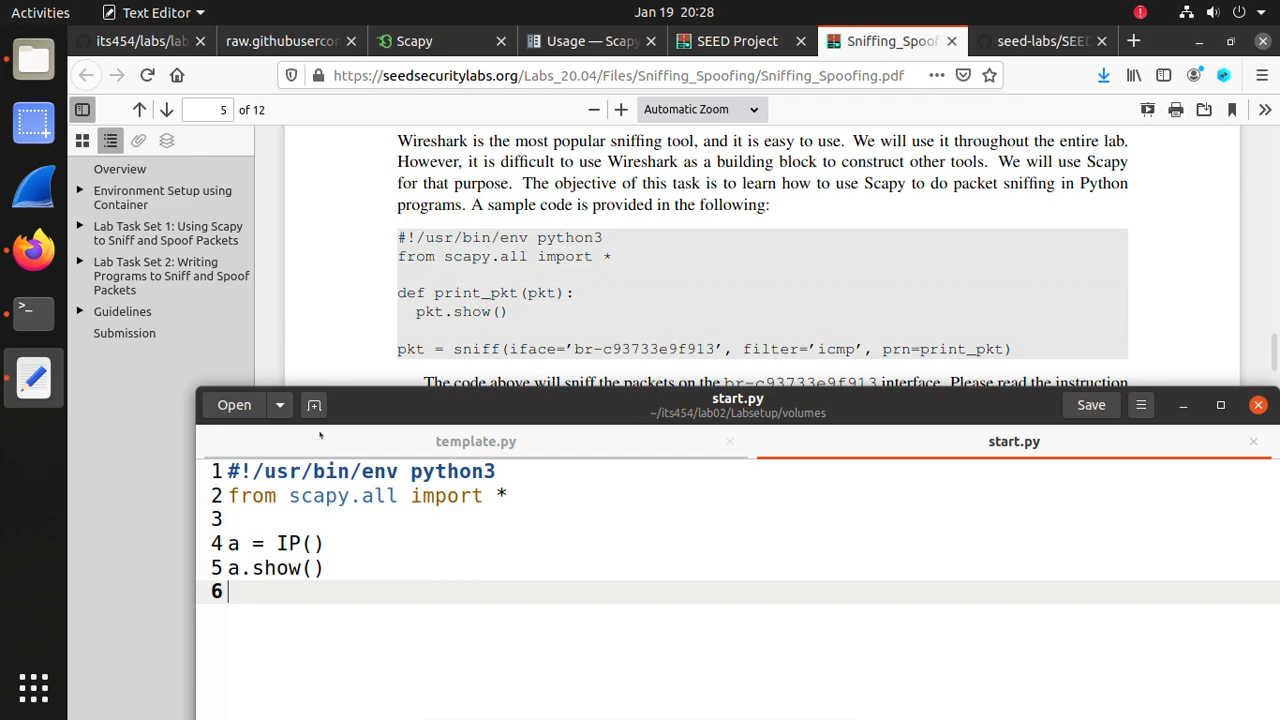 Activities
Text Editor
Jan 19 20:28
its454/labs/lab
raw.githubuserco
Scapy
Usage — Scapy
SEED Project
Sniffing_Spoof
seed-labs/SEED
https://seedsecuritylabs.org/Labs_20.04/Files/Sniffing_Spoofing/Sniffing_Spoofing.pdf
5 of 12
Automatic Zoom
Overview
Environment Setup using
Container
Lab Task Set 1: Using Scapy
to Sniff and Spoof Packets
Lab Task Set 2: Writing
Programs to Sniff and Spoof
Packets
Guidelines
Submission
Wireshark is the most popular sniffing tool, and it is easy to use. We will use it throughout the entire lab.
However, it is difficult to use Wireshark as a building block to construct other tools. We will use Scapy
for that purpose. The objective of this task is to learn how to use Scapy to do packet sniffing in Python
programs. A sample code is provided in the following:
#!/usr/bin/env python3
from scapy.all import *
def print_pkt(pkt):
pkt.show()
pkt = sniff(iface=’br-c93733e9f913’, filter=’icmp’, prn=print_pkt)
The code above will sniff the packets on the br-c93733e9f913 interface. Please read the instruction
Open
start.py
~/its454/lab02/Labsetup/volumes
Save
template.py
start.py
1 #!/usr/bin/env python3
2 from scapy.all import *
3
4 a = IP()
5 a.show()
6